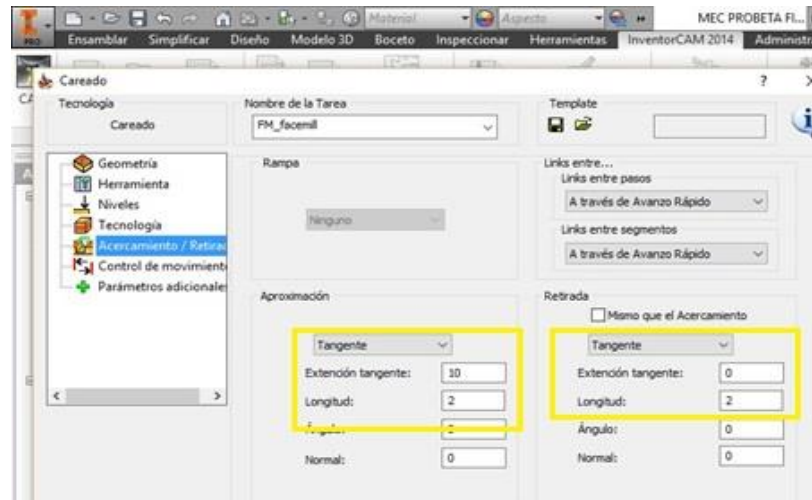 PRO
Material
Aspecto
MEC PROBETA FI...
Ensamblar Simplificar Diseño Modelo 3D Boceto Inspeccionar Herramientas InventorCAM 2014 Administr
Careado ?
Tecnología
Careado
Nombre de la Tarea
FM_facemill
Template
Geometría
Herramienta
Niveles
Tecnología
Acercamiento / Retirad
Control de movimient
Parámetros adicionale
Rampa
Ninguno
Links entre...
Links entre pasos
A través de Avanzo Rápido
Links entre segmentos
A través de Avanzo Rápido
Aproximación
Tangente
Extención tangente: 10
Longitud: 2
Ángulo:
Normal: 0
Retirada
Mismo que el Acercamiento
Tangente
Extención tangente: 0
Longitud: 2
Ángulo: 0
Normal: 0